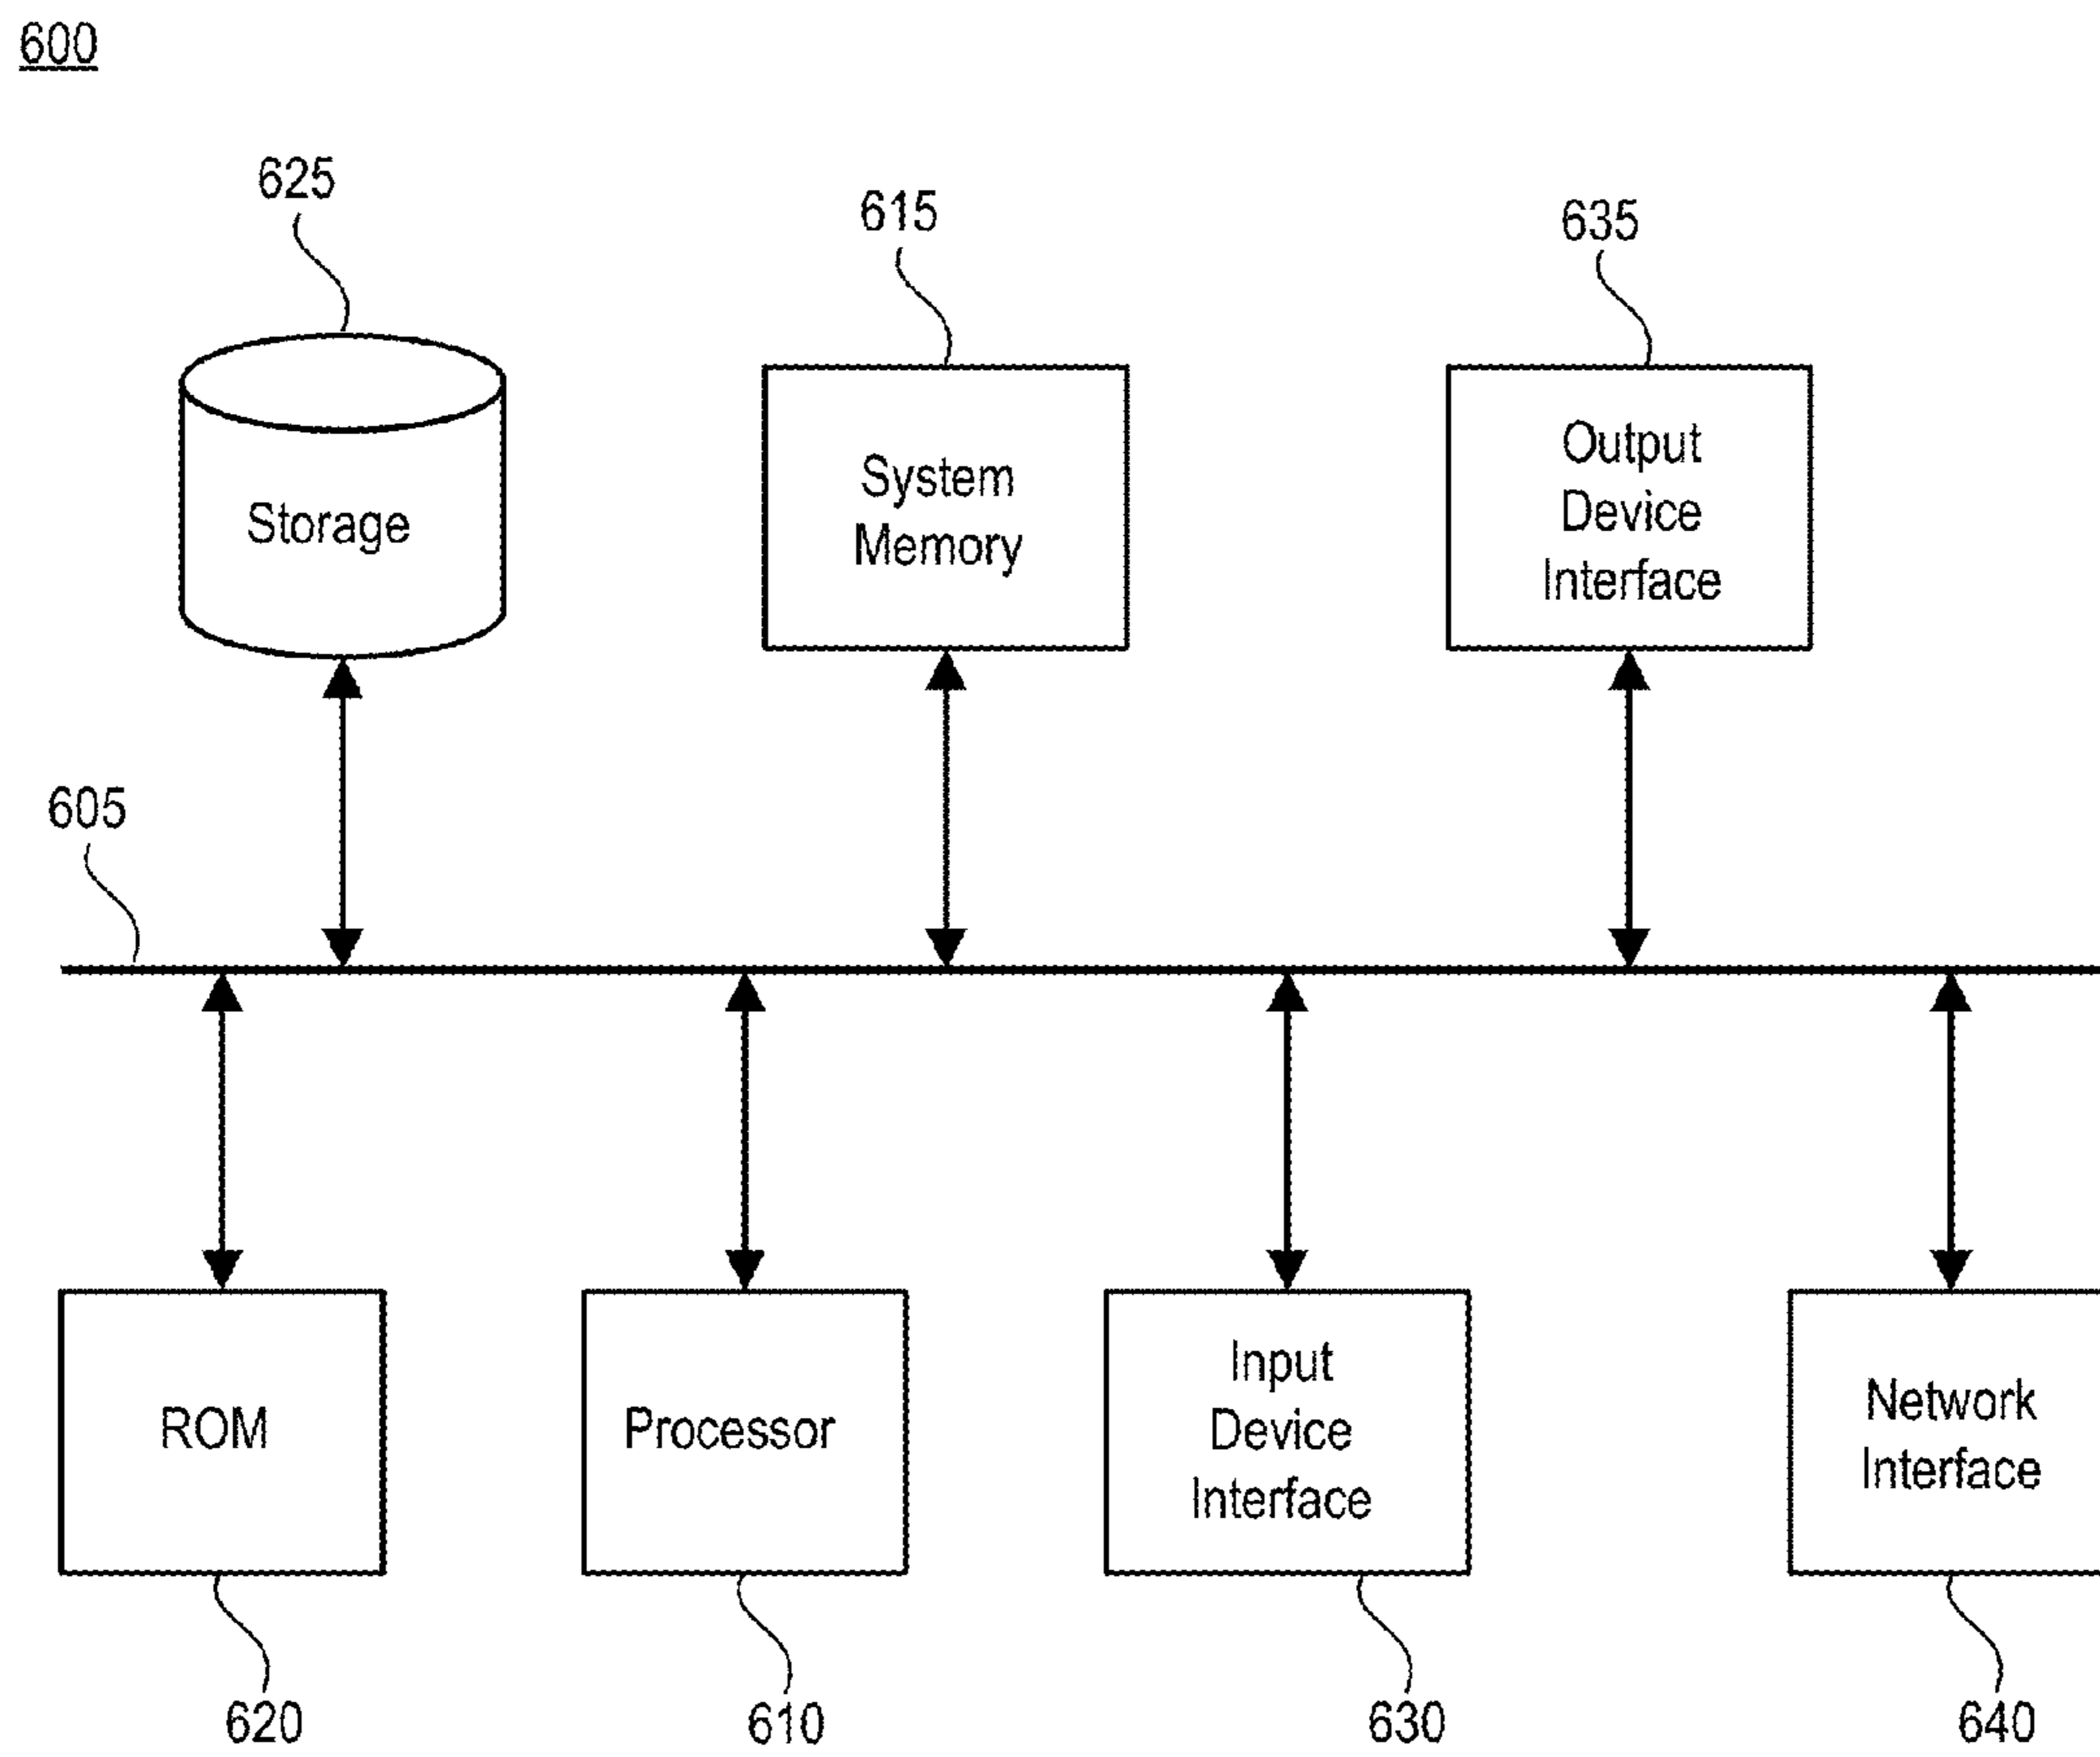 600
625
615
635
Storage
System
Memory
Output
Device
Interface
605
ROM
Processor
Input
Device
Interface
Network
Interface
620
610
630
640